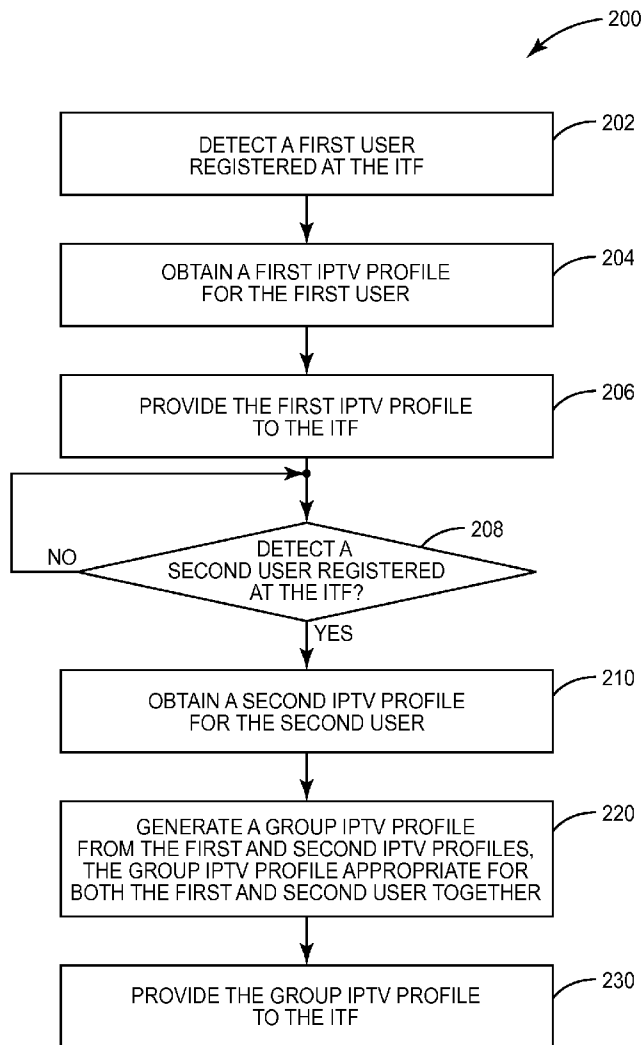 200
DETECT A FIRST USER
REGISTERED AT THE ITF
202
OBTAIN A FIRST IPTV PROFILE
FOR THE FIRST USER
204
PROVIDE THE FIRST IPTV PROFILE
TO THE ITF
206
DETECT A
SECOND USER REGISTERED
AT THE ITF?
208
NO
YES
OBTAIN A SECOND IPTV PROFILE
FOR THE SECOND USER
210
GENERATE A GROUP IPTV PROFILE
FROM THE FIRST AND SECOND IPTV PROFILES,
THE GROUP IPTV PROFILE APPROPRIATE FOR
BOTH THE FIRST AND SECOND USER TOGETHER
220
PROVIDE THE GROUP IPTV PROFILE
TO THE ITF
230